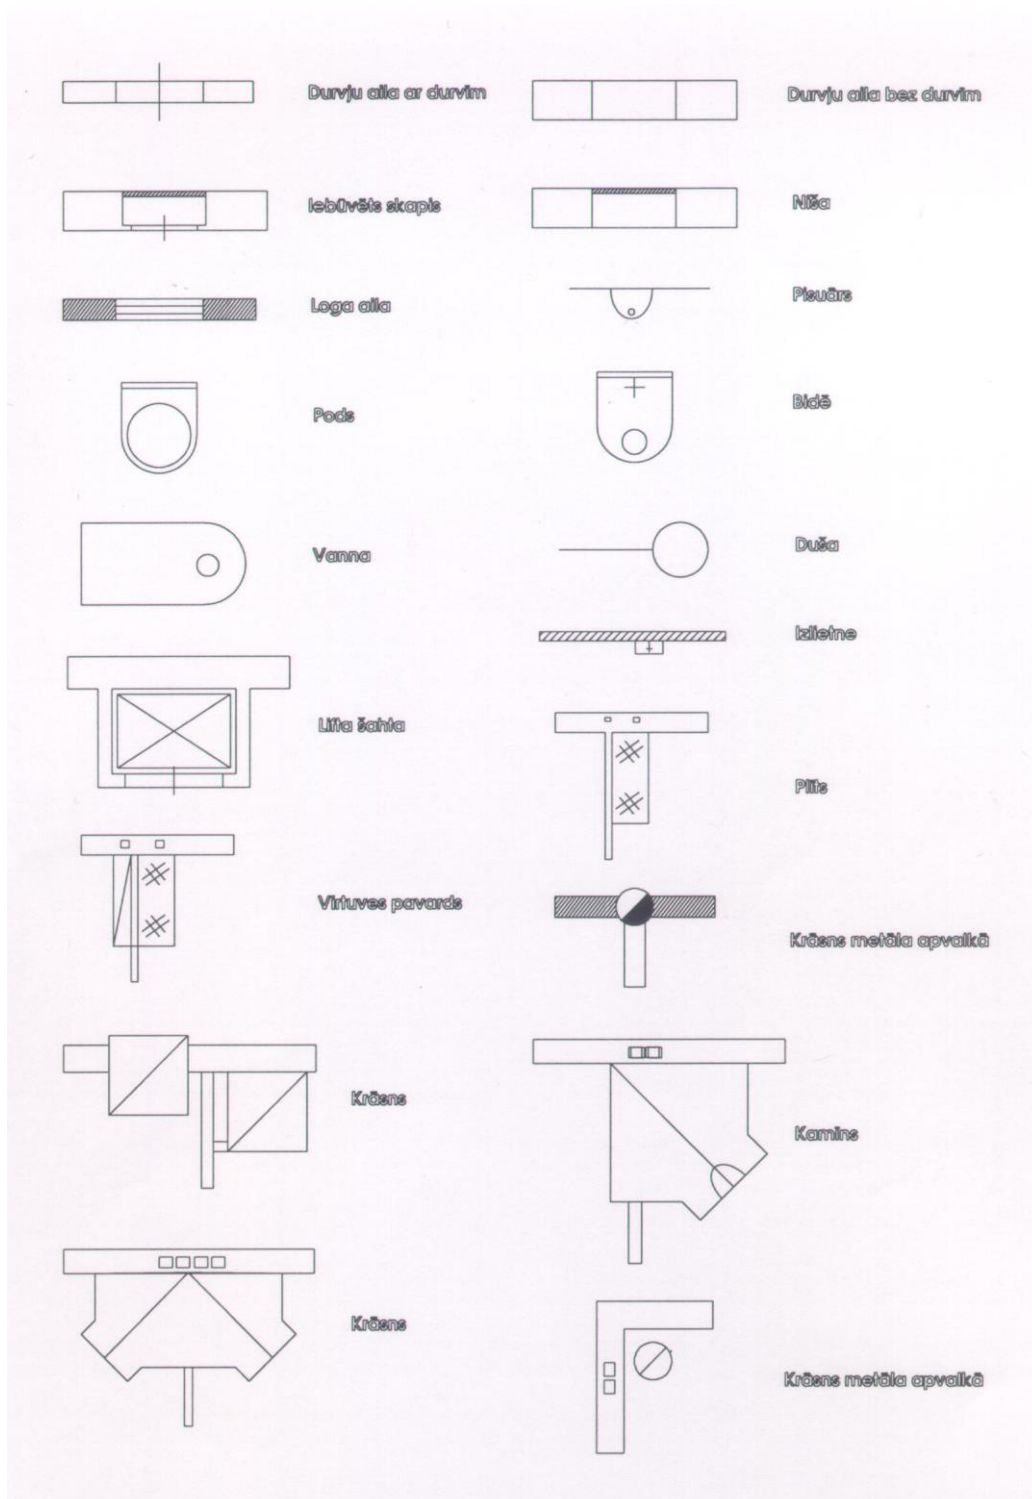 Durvju aila ar durvīm
Durvju aila bez durvīm
Iebūvēts skapis
Niša
Loga aila
Pisuārs
Pods
Bidē
Vanna
Duša
Izlietne
Lifta šahta
Plīts
Virtuves pavards
Krāsns metāla apvalkā
Krāsns
Kamīns
Krāsns
Krāsns metāla apvalkā